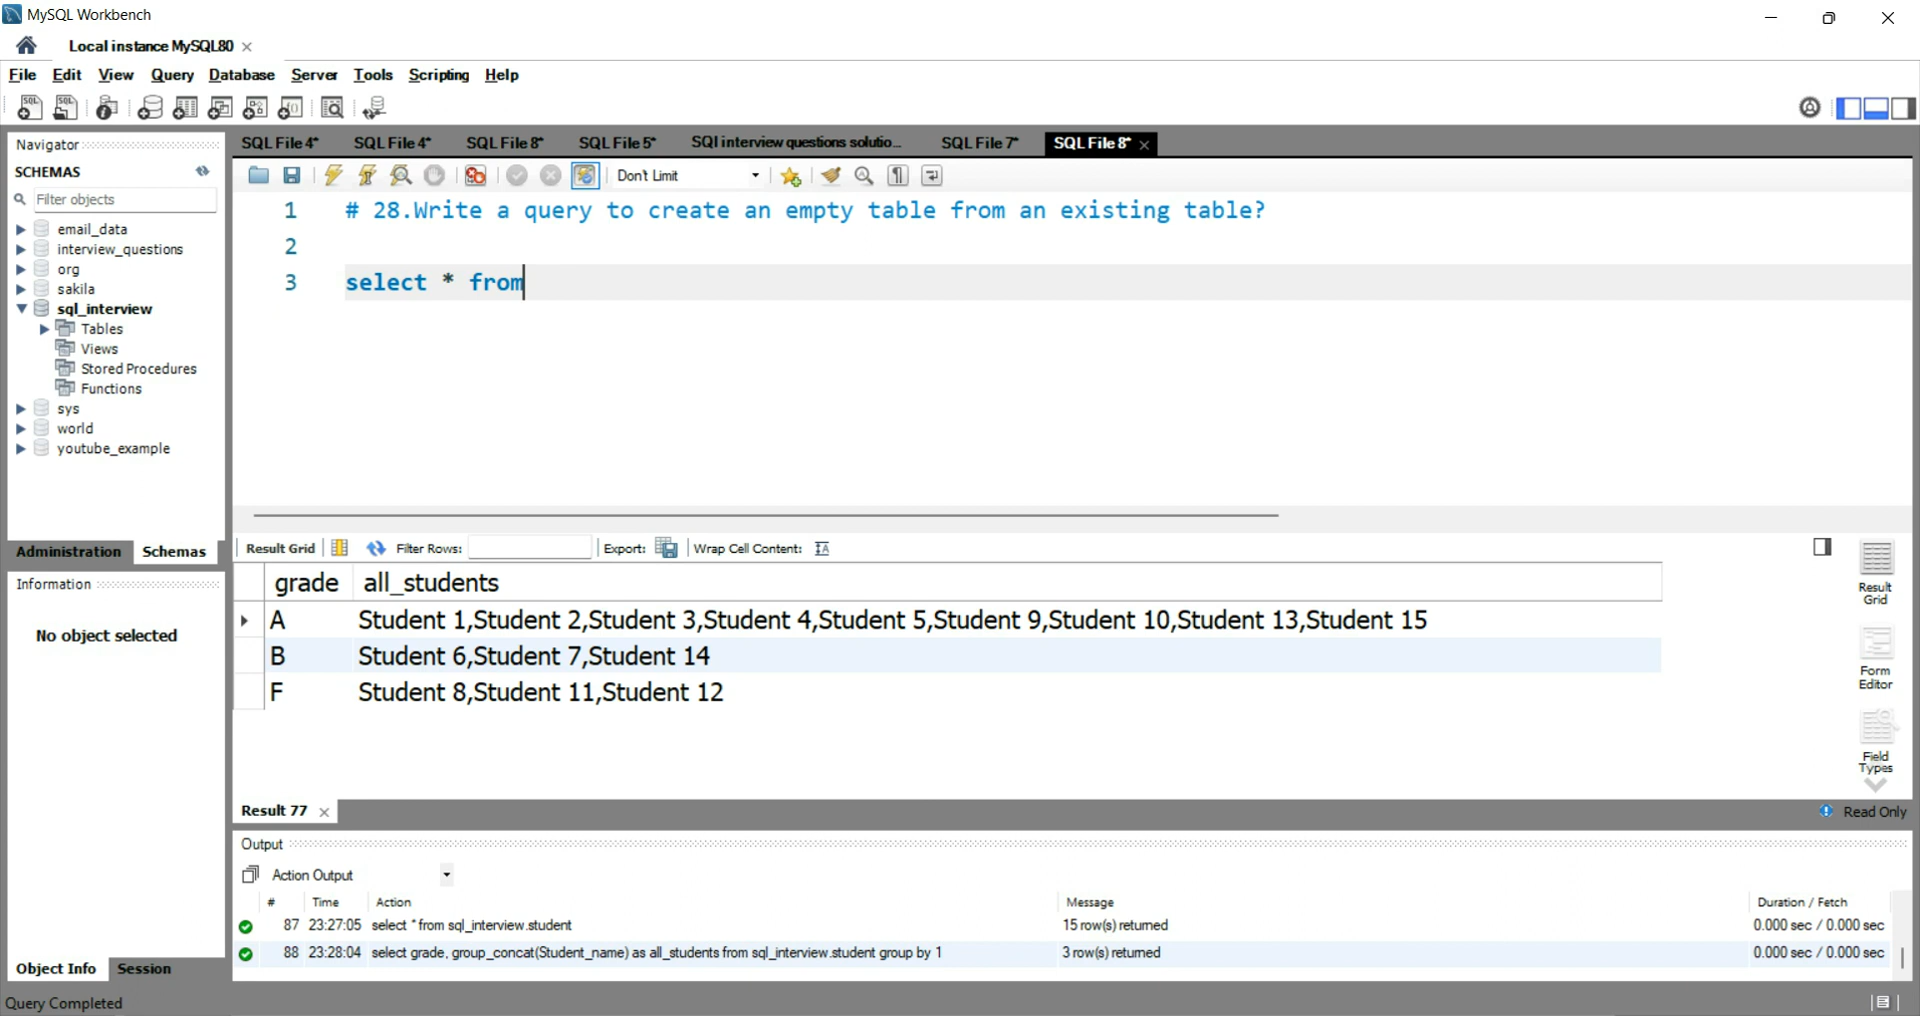 MySQL Workbench
Local instance MySQL80
File Edit View Query Database Server Tools Scripting Help
Navigator
SCHEMAS
Filter objects
email_data
interview_questions
org
sakila
sql_interview
Tables
Views
Stored Procedures
Functions
sys
world
youtube_example
Administration Schemas
Information
No object selected
Object Info Session
Query Completed
SQL File 4* SQL File 4* SQL File 8* SQL File 5* SQl interview questions solutio... SQL File 7* SQL File 8*
Don't Limit
1 # 28.Write a query to create an empty table from an existing table?
2
3 select * from
Result Grid Filter Rows: Export: Wrap Cell Content:
grade all_students
A Student 1,Student 2,Student 3,Student 4,Student 5,Student 9,Student 10,Student 13,Student 15
B Student 6,Student 7,Student 14
F Student 8,Student 11,Student 12
Result
Grid
Form
Editor
Field
Types
Result 77 Read Only
Output
Action Output
# Time Action Message Duration / Fetch
87 23:27:05 select * from sql_interview.student 15 row(s) returned 0.000 sec / 0.000 sec
88 23:28:04 select grade, group_concat(Student_name) as all_students from sql_interview.student group by 1 3 row(s) returned 0.000 sec / 0.000 sec